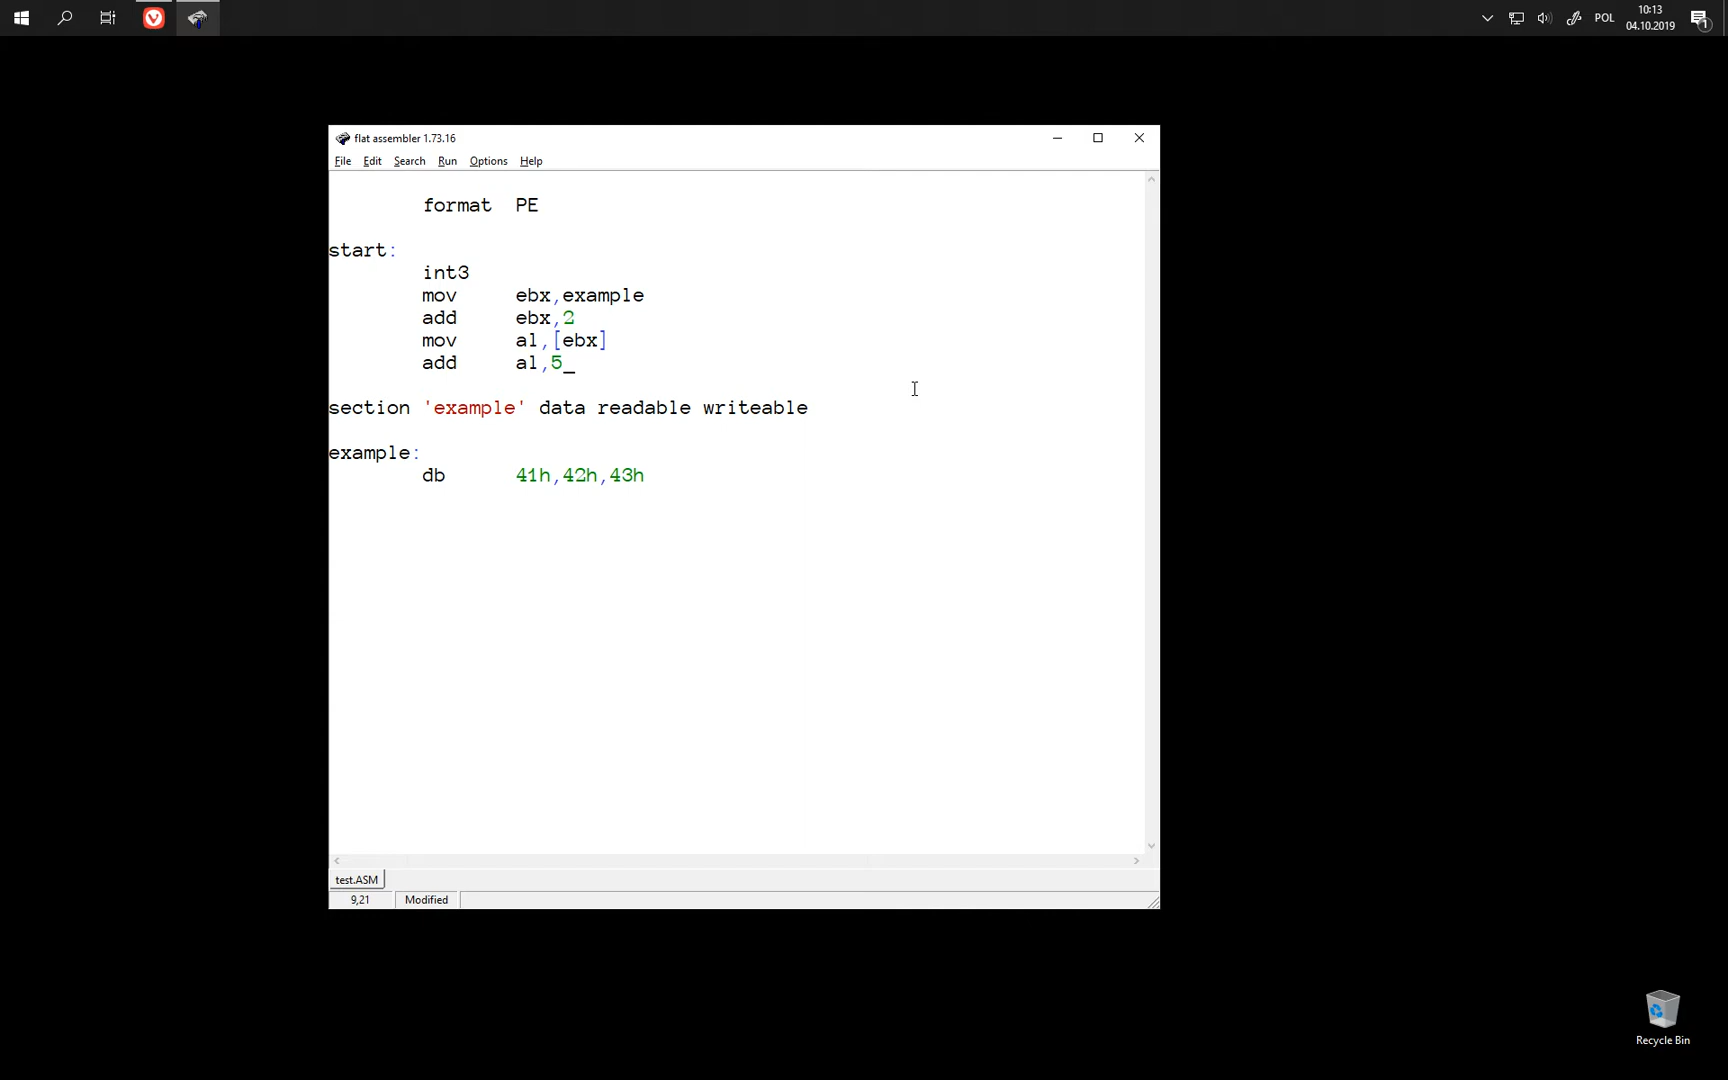 POL
10:13
04.10.2019
1
flat assembler 1.73.16
File Edit Search Run Options Help
format PE
start:
int3
mov ebx,example
add ebx,2
mov al,[ebx]
add al,5_
section 'example' data readable writeable
example:
db 41h,42h,43h
test.ASM
9,21 Modified
Recycle Bin